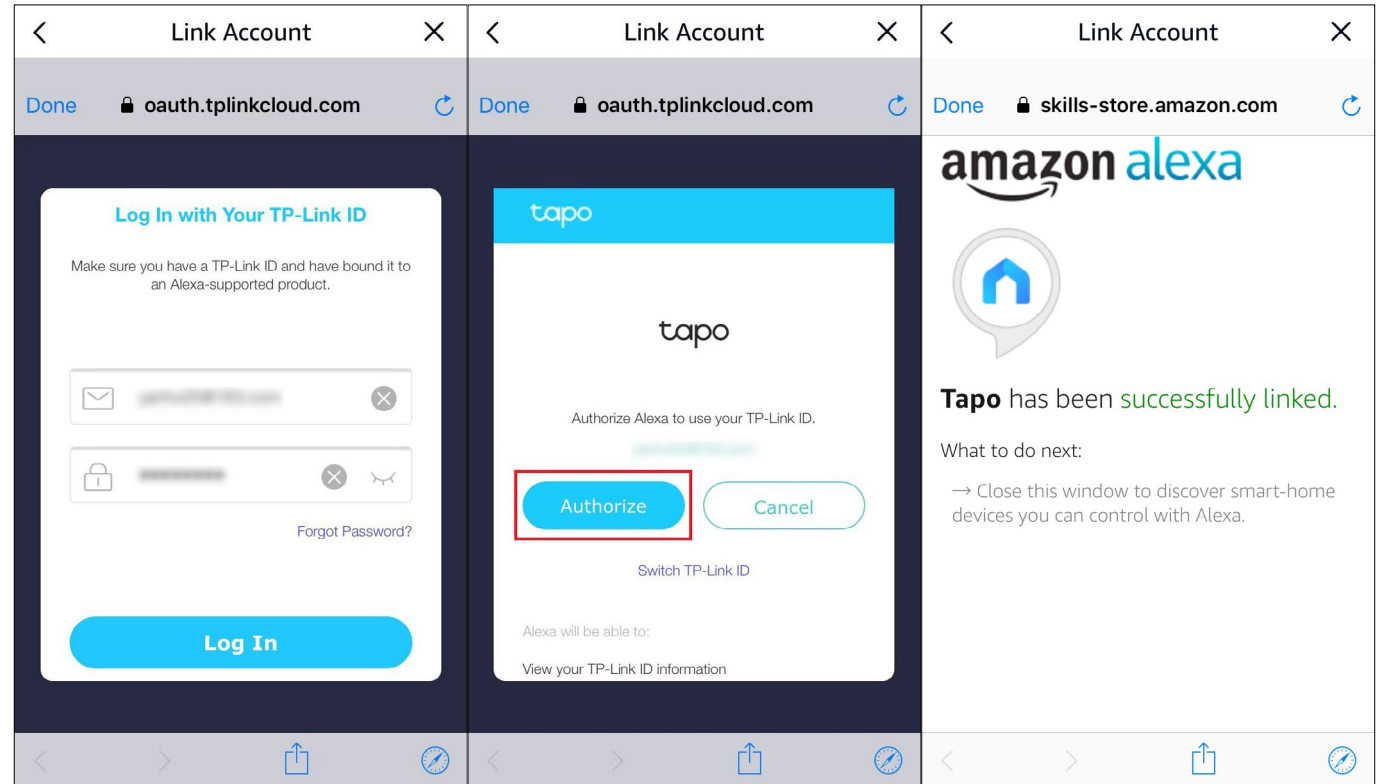 Link Account
Done
oauth.tplinkcloud.com
Log In with Your TP-Link ID
Make sure you have a TP-Link ID and have bound it to
an Alexa-supported product.
Forgot Password?
Log In
Link Account
Done
oauth.tplinkcloud.com
tapo
tapo
Authorize Alexa to use your TP-Link ID.
Authorize
Cancel
Switch TP-Link ID
Alexa will be able to:
View your TP-Link ID information
Link Account
Done
skills-store.amazon.com
amazon alexa
Tapo has been successfully linked.
What to do next:
→ Close this window to discover smart-home
devices you can control with Alexa.